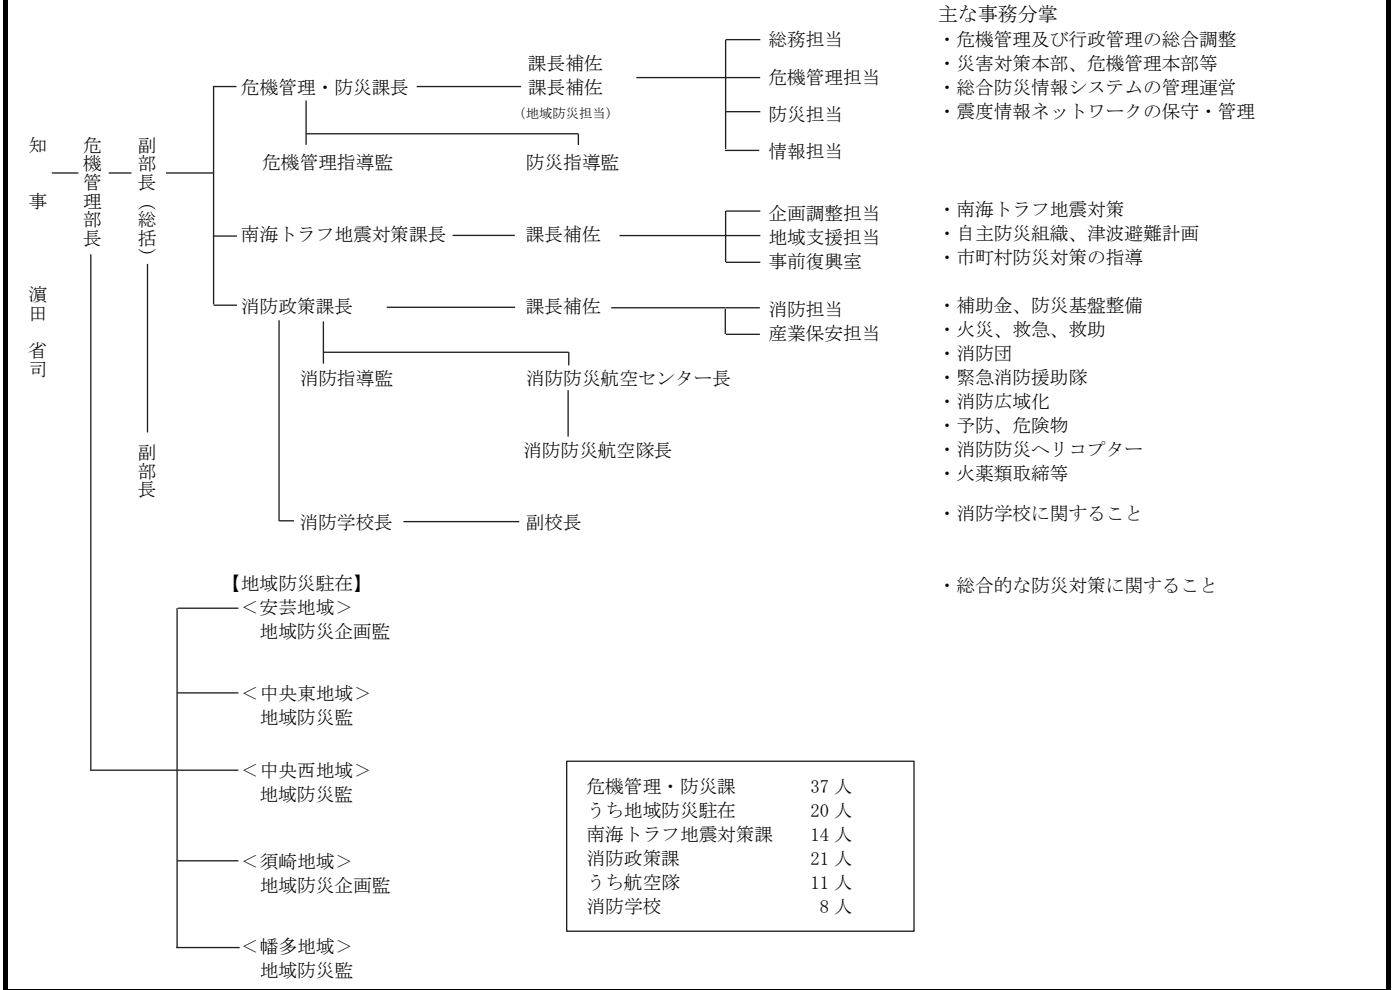 主な事務分掌
知事
濵田 省司
危機管理部長
副部長（総括）
副部長
危機管理・防災課長
課長補佐
課長補佐
（地域防災担当）
総務担当
危機管理担当
防災担当
情報担当
・危機管理及び行政管理の総合調整
・災害対策本部、危機管理本部等
・総合防災情報システムの管理運営
・震度情報ネットワークの保守・管理
危機管理指導監
防災指導監
南海トラフ地震対策課長
課長補佐
企画調整担当
地域支援担当
事前復興室
・南海トラフ地震対策
・自主防災組織、津波避難計画
・市町村防災対策の指導
消防政策課長
課長補佐
消防担当
産業保安担当
・補助金、防災基盤整備
・火災、救急、救助
・消防団
・緊急消防援助隊
・消防広域化
・予防、危険物
・消防防災ヘリコプター
・火薬類取締等
消防指導監
消防防災航空センター長
消防防災航空隊長
消防学校長
副校長
・消防学校に関すること
【地域防災駐在】
・総合的な防災対策に関すること
＜安芸地域＞
地域防災企画監
＜中央東地域＞
地域防災監
＜中央西地域＞
地域防災監
＜須崎地域＞
地域防災企画監
＜幡多地域＞
地域防災監
危機管理・防災課 37 人
うち地域防災駐在 20 人
南海トラフ地震対策課 14 人
消防政策課 21 人
うち航空隊 11 人
消防学校 8 人